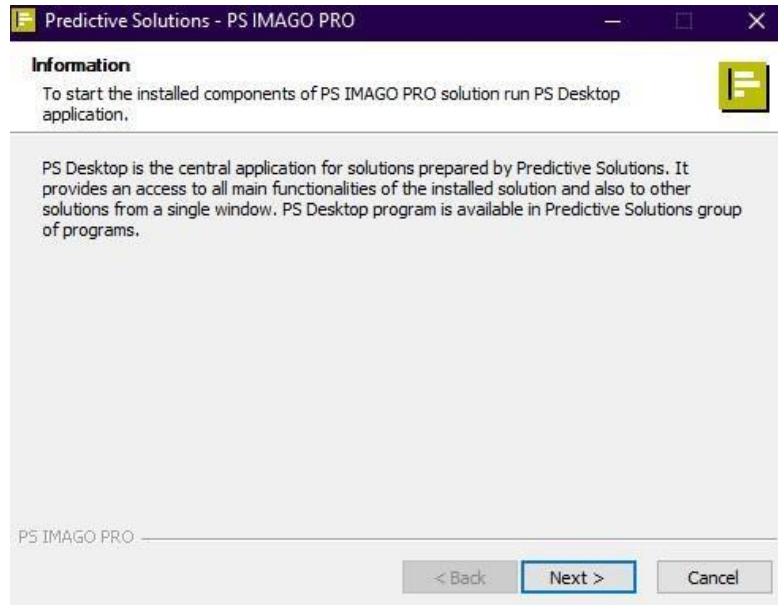 Predictive Solutions - PS IMAGO PRO
Information
To start the installed components of PS IMAGO PRO solution run PS Desktop
application.
PS Desktop is the central application for solutions prepared by Predictive Solutions. It
provides an access to all main functionalities of the installed solution and also to other
solutions from a single window. PS Desktop program is available in Predictive Solutions group
of programs.
PS IMAGO PRO
< Back
Next >
Cancel